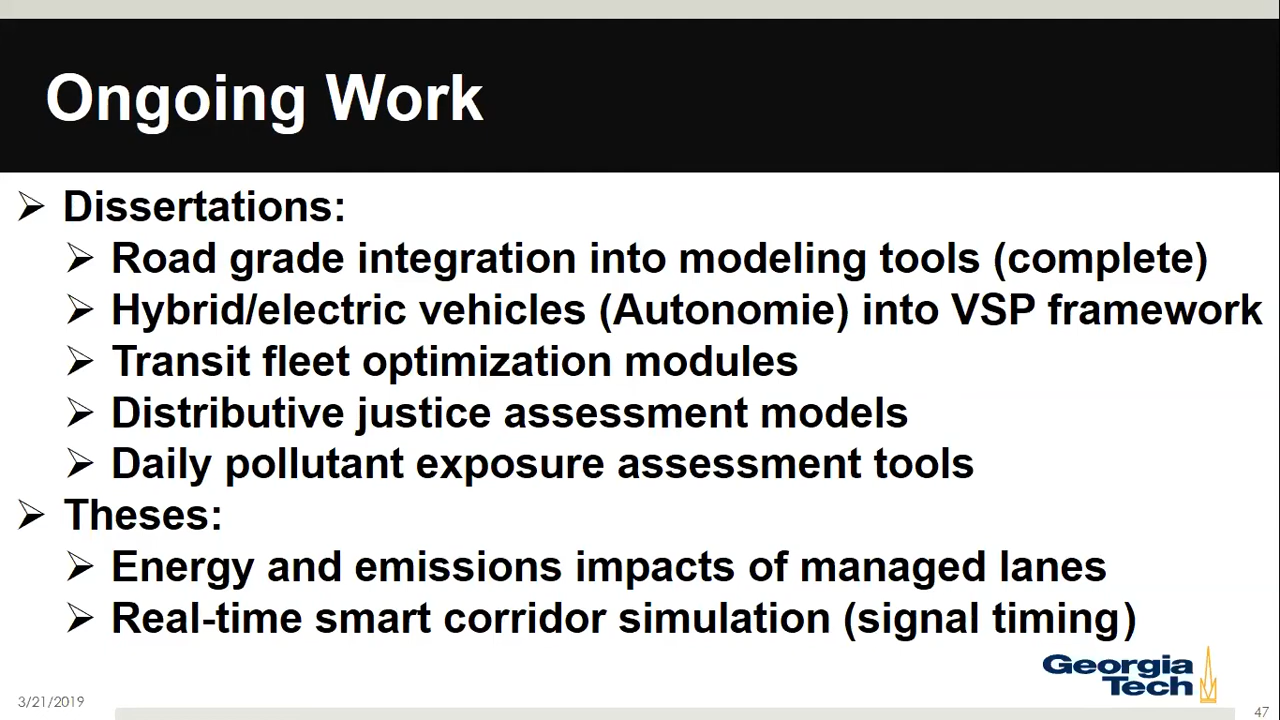 Ongoing Work
Dissertations:
Road grade integration into modeling tools (complete)
Hybrid/electric vehicles (Autonomie) into VSP framework
Transit fleet optimization modules
Distributive justice assessment models
Daily pollutant exposure assessment tools
Theses:
Energy and emissions impacts of managed lanes
Real-time smart corridor simulation (signal timing)
Georgia
Tech
3/21/2019
47